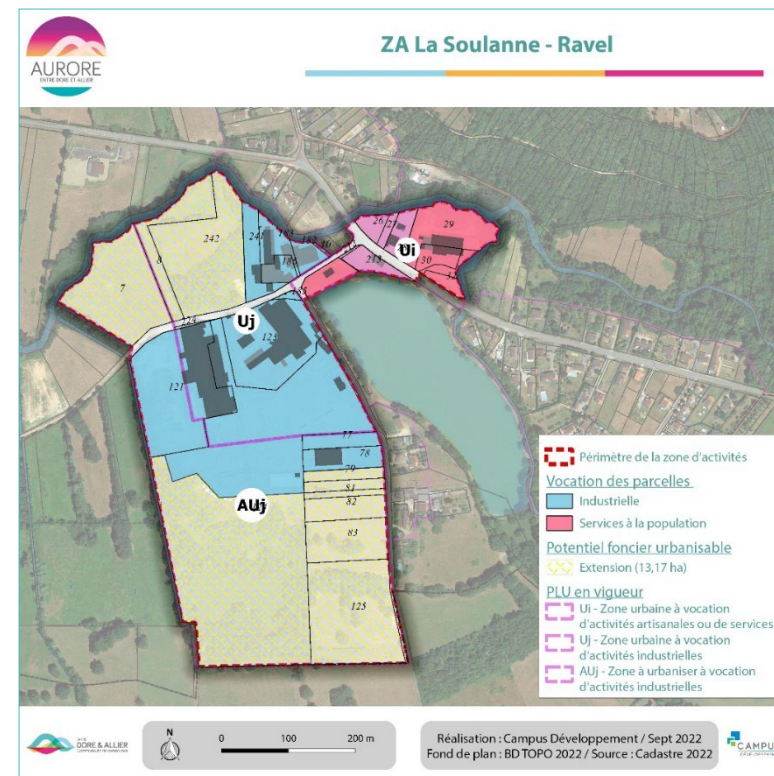 AURORE
ENTRE DORE ET ALLIER
ZA La Soulanne - Ravel
241
183
182
186
242
8
7
26
27
29
30
213
Ui
Uj
123
121
77
78
79
81
82
83
AUj
125
Périmètre de la zone d'activités
Vocation des parcelles
Industrielle
Services à la population
Potentiel foncier urbanisable
Extension (13,17 ha)
PLU en vigueur
Ui - Zone urbaine à vocation
d'activités artisanales ou de services
Uj - Zone urbaine à vocation
d'activités industrielles
AUj - Zone à urbaniser à vocation
d'activités industrielles
DORE & ALLIER
N
0 100 200 m
Réalisation : Campus Développement / Sept 2022
Fond de plan : BD TOPO 2022 / Source : Cadastre 2022
CAMPUS